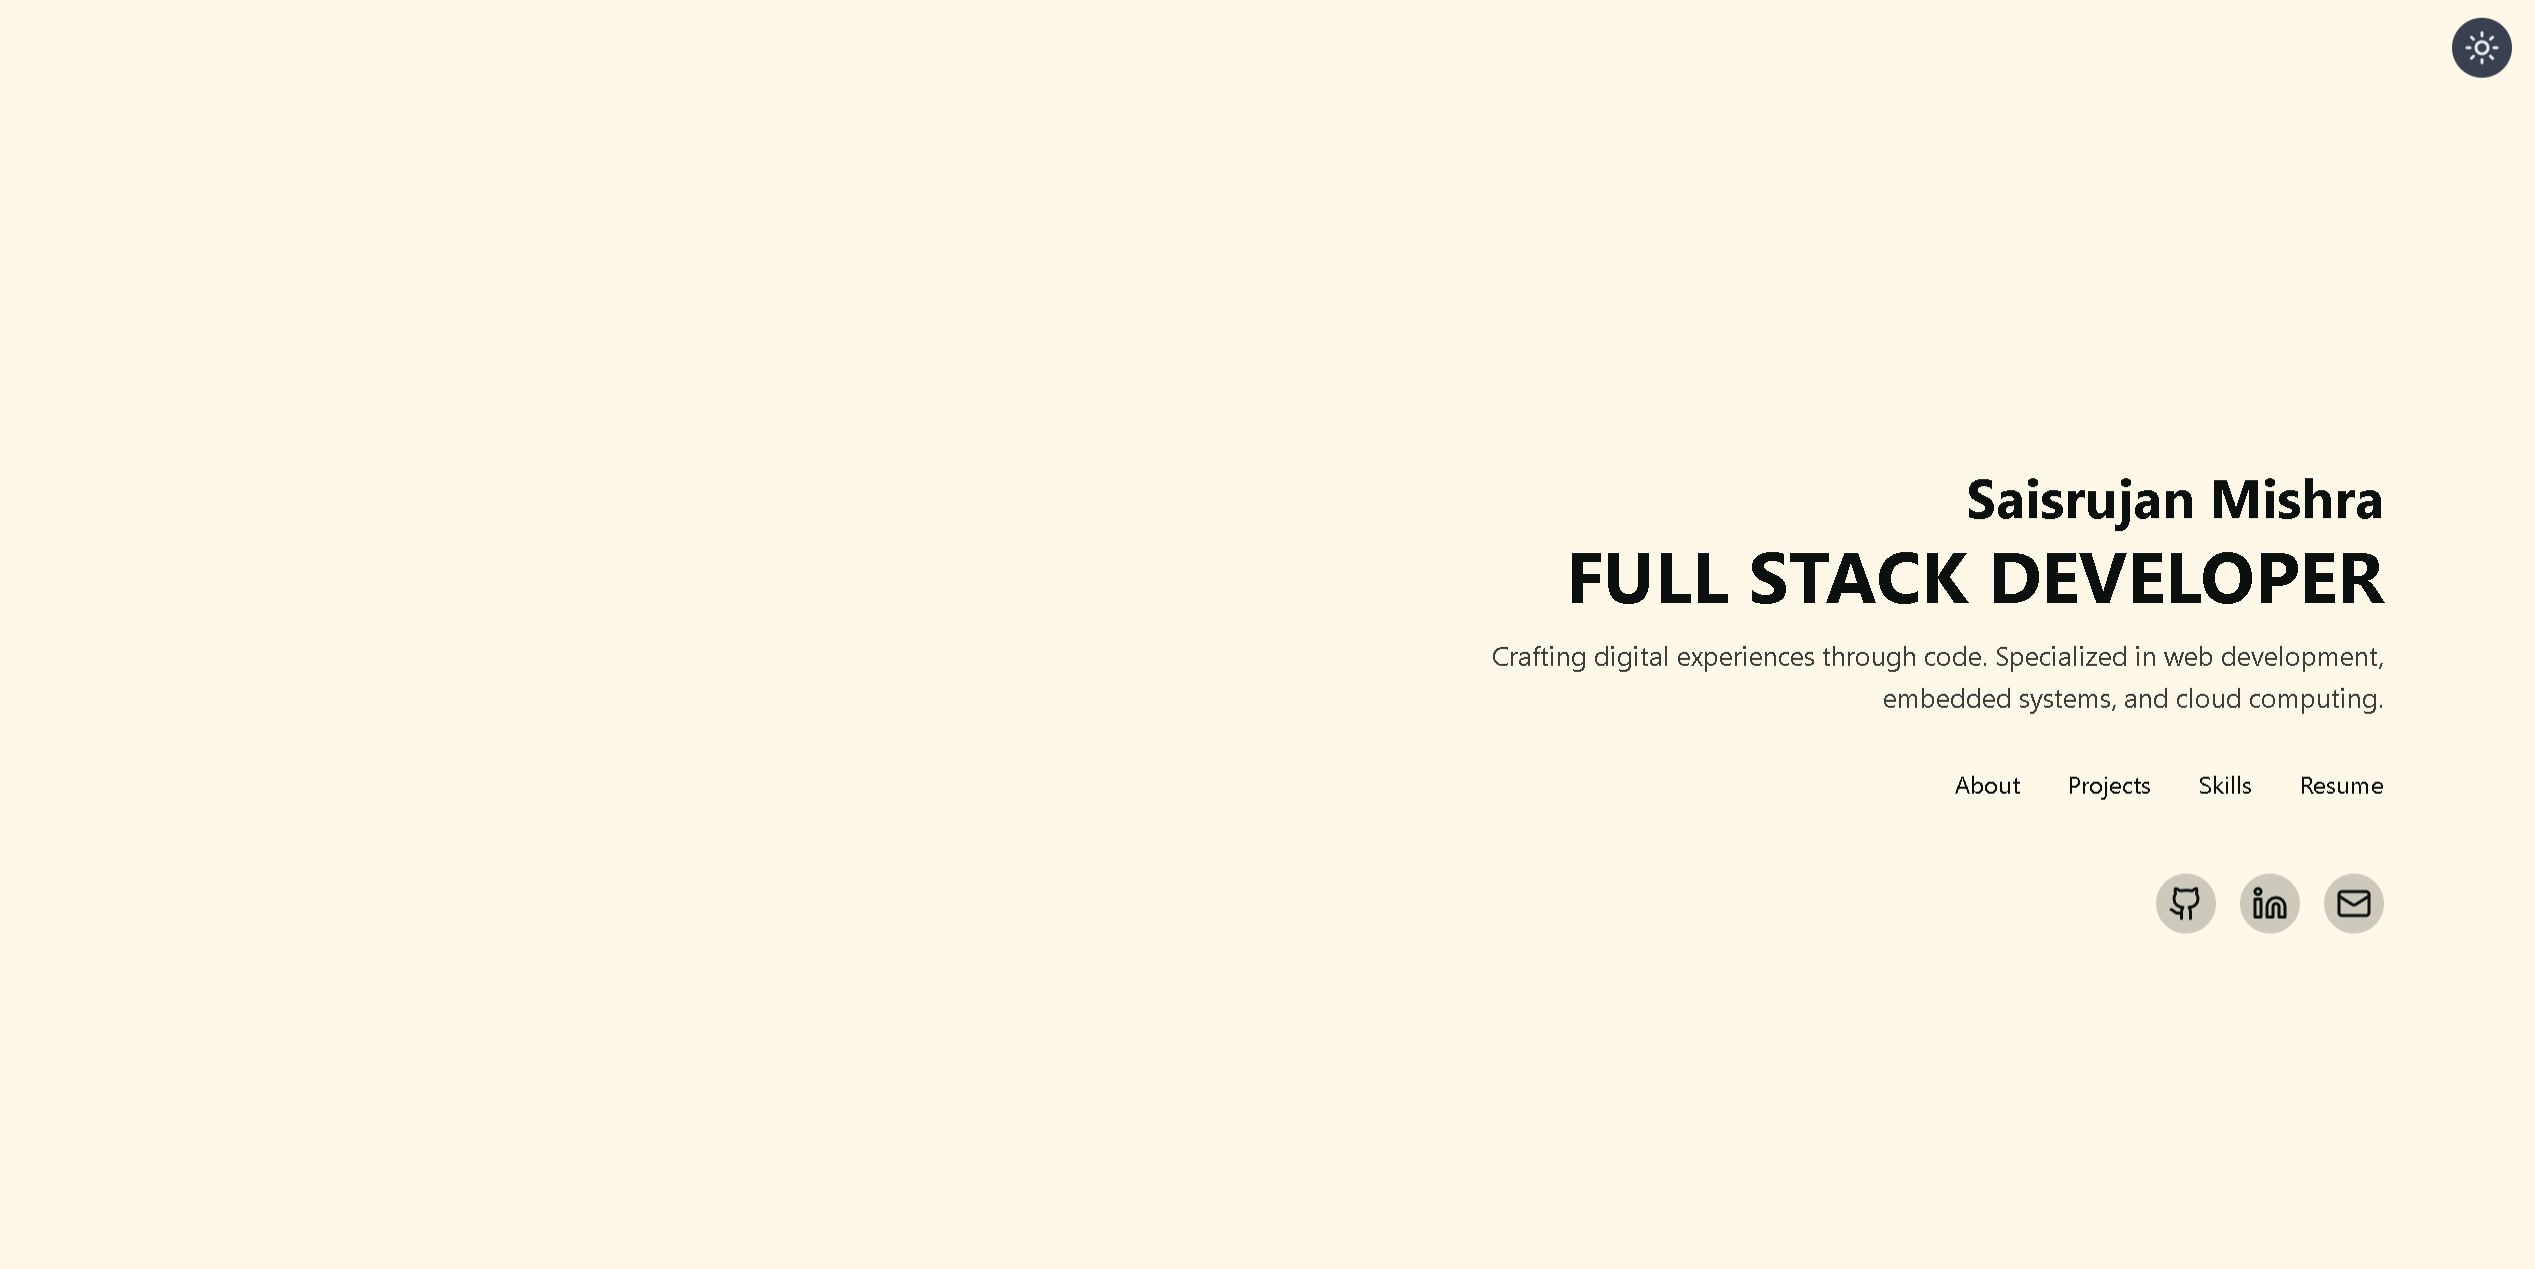 Saisrujan Mishra
FULL STACK DEVELOPER
Crafting digital experiences through code. Specialized in web development,
embedded systems, and cloud computing.
About Projects Skills Resume